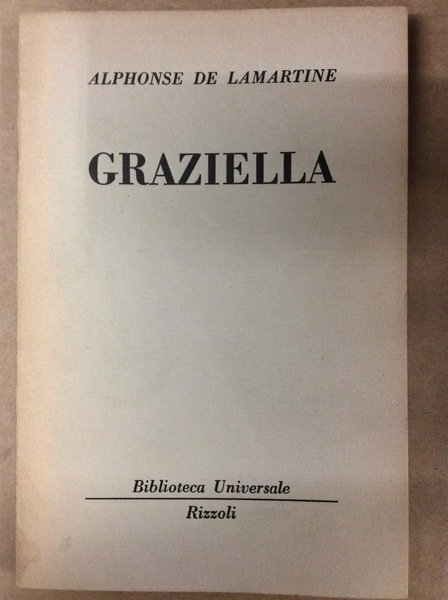 ALPHONSE DE LAMARTINE
GRAZIELLA
Biblioteca Universale
Rizzoli